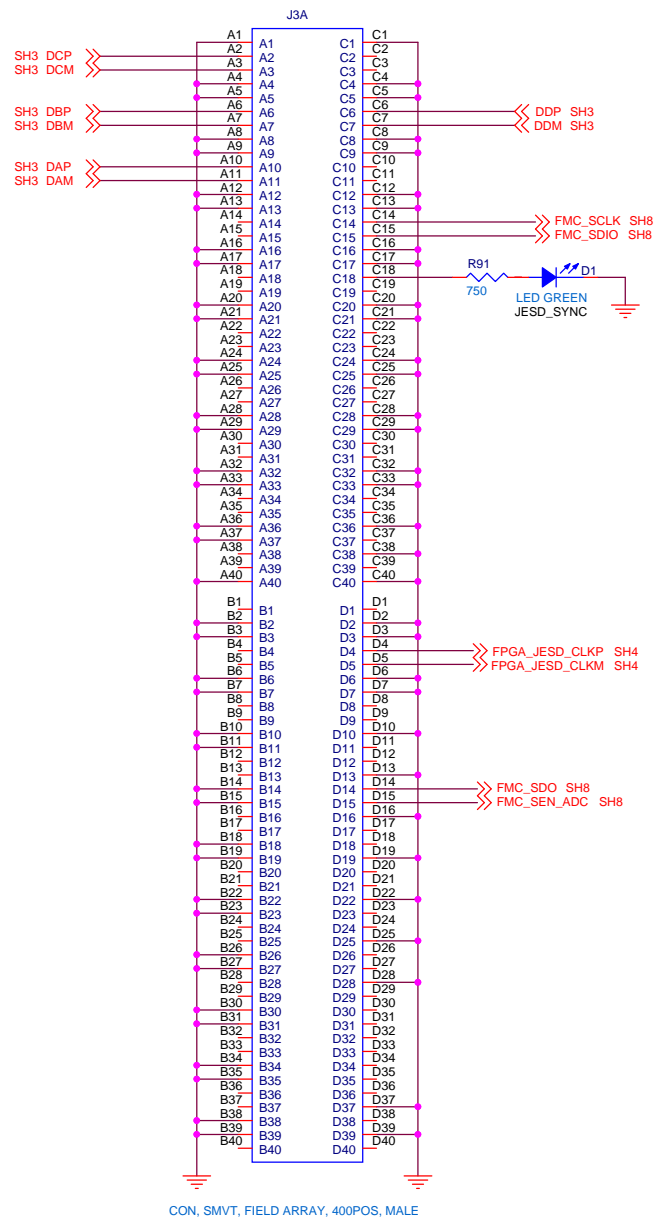 J3A
A1 A1 C1 C1
SH3 DCP A2 A2 C2 C2
SH3 DCM A3 A3 C3 C3
A4 A4 C4 C4
A5 A5 C5 C5
SH3 DBP A6 A6 C6 C6 DDP SH3
SH3 DBM A7 A7 C7 C7 DDM SH3
A8 A8 C8 C8
A9 A9 C9 C9
SH3 DAP A10 A10 C10 C10
SH3 DAM A11 A11 C11 C11
A12 A12 C12 C12
A13 A13 C13 C13
A14 A14 C14 C14 FMC_SCLK SH8
A15 A15 C15 C15 FMC_SDIO SH8
A16 A16 C16 C16
A17 A17 C17 C17
A18 A18 C18 C18 R91 D1
A19 A19 C19 C19 750 LED GREEN
A20 A20 C20 C20 JESD_SYNC
A21 A21 C21 C21
A22 A22 C22 C22
A23 A23 C23 C23
A24 A24 C24 C24
A25 A25 C25 C25
A26 A26 C26 C26
A27 A27 C27 C27
A28 A28 C28 C28
A29 A29 C29 C29
A30 A30 C30 C30
A31 A31 C31 C31
A32 A32 C32 C32
A33 A33 C33 C33
A34 A34 C34 C34
A35 A35 C35 C35
A36 A36 C36 C36
A37 A37 C37 C37
A38 A38 C38 C38
A39 A39 C39 C39
A40 A40 C40 C40
B1 B1 D1 D1
B2 B2 D2 D2
B3 B3 D3 D3
B4 B4 D4 D4 FPGA_JESD_CLKP SH4
B5 B5 D5 D5 FPGA_JESD_CLKM SH4
B6 B6 D6 D6
B7 B7 D7 D7
B8 B8 D8 D8
B9 B9 D9 D9
B10 B10 D10 D10
B11 B11 D11 D11
B12 B12 D12 D12
B13 B13 D13 D13
B14 B14 D14 D14 FMC_SDO SH8
B15 B15 D15 D15 FMC_SEN_ADC SH8
B16 B16 D16 D16
B17 B17 D17 D17
B18 B18 D18 D18
B19 B19 D19 D19
B20 B20 D20 D20
B21 B21 D21 D21
B22 B22 D22 D22
B23 B23 D23 D23
B24 B24 D24 D24
B25 B25 D25 D25
B26 B26 D26 D26
B27 B27 D27 D27
B28 B28 D28 D28
B29 B29 D29 D29
B30 B30 D30 D30
B31 B31 D31 D31
B32 B32 D32 D32
B33 B33 D33 D33
B34 B34 D34 D34
B35 B35 D35 D35
B36 B36 D36 D36
B37 B37 D37 D37
B38 B38 D38 D38
B39 B39 D39 D39
B40 B40 D40 D40
CON, SMVT, FIELD ARRAY, 400POS, MALE